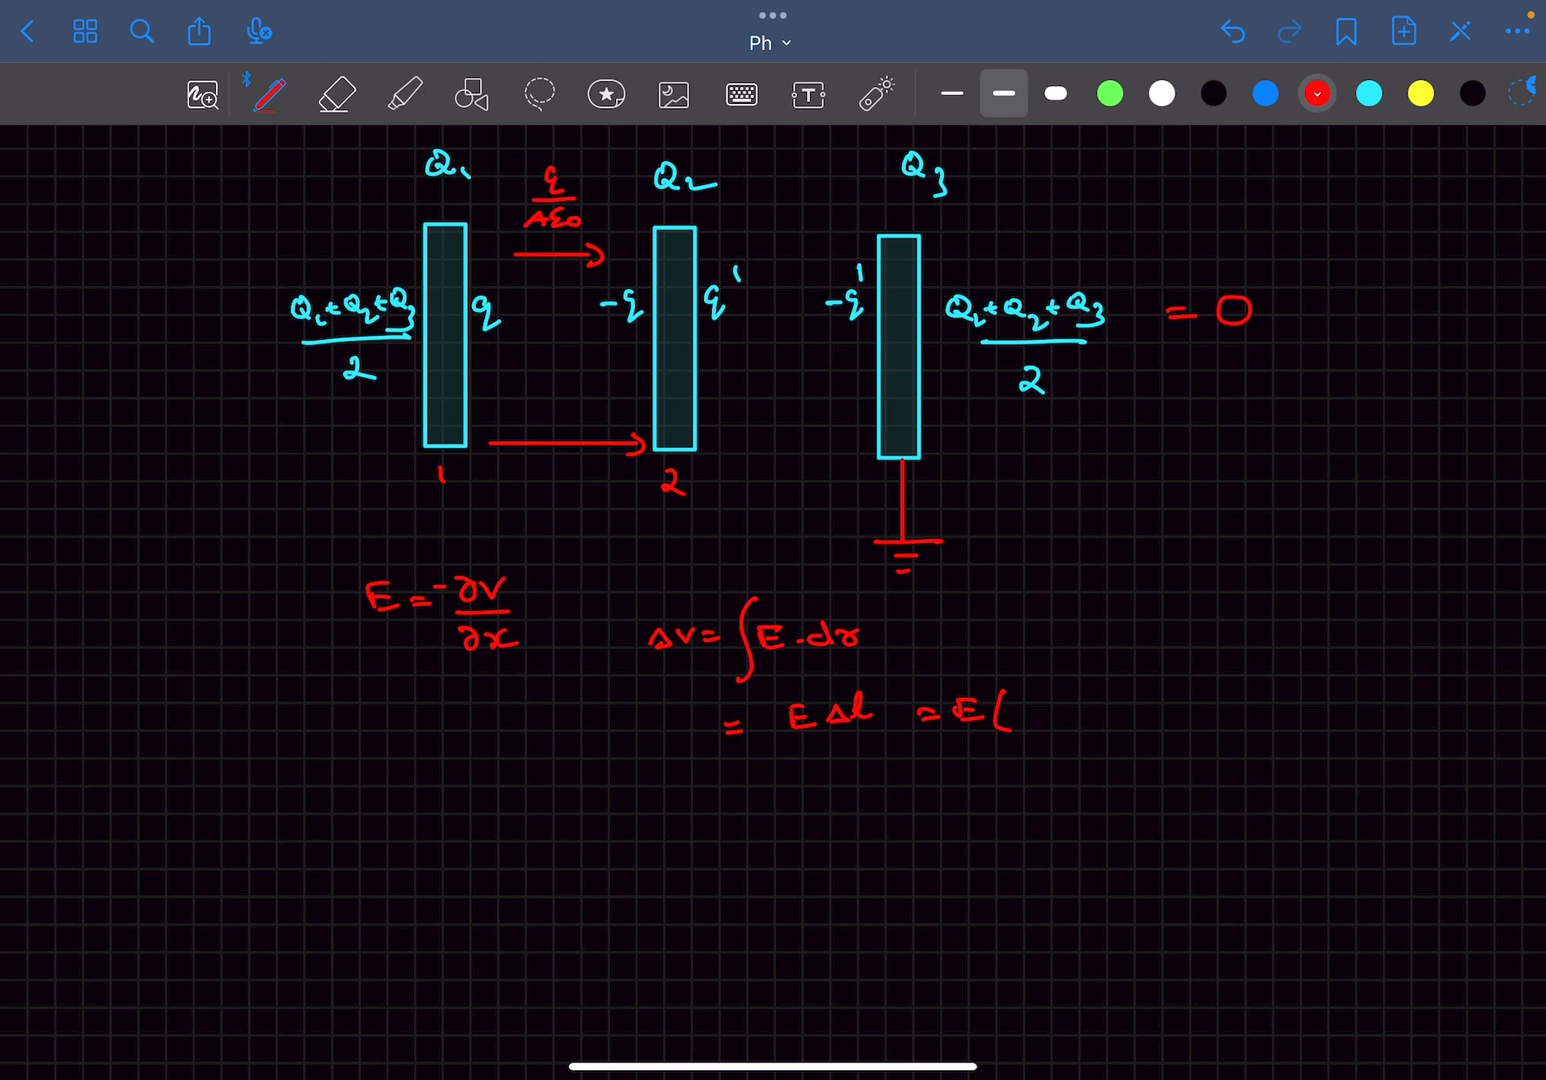 Ph
T
Q₁ Q₂ Q₃
q/Aε₀
(Q₁+Q₂+Q₃)/2 q -q q' -q' (Q₁+Q₂+Q₃)/2 = 0
1 2
E = -∂V/∂x
ΔV = ∫E·dr
= EΔl = E(